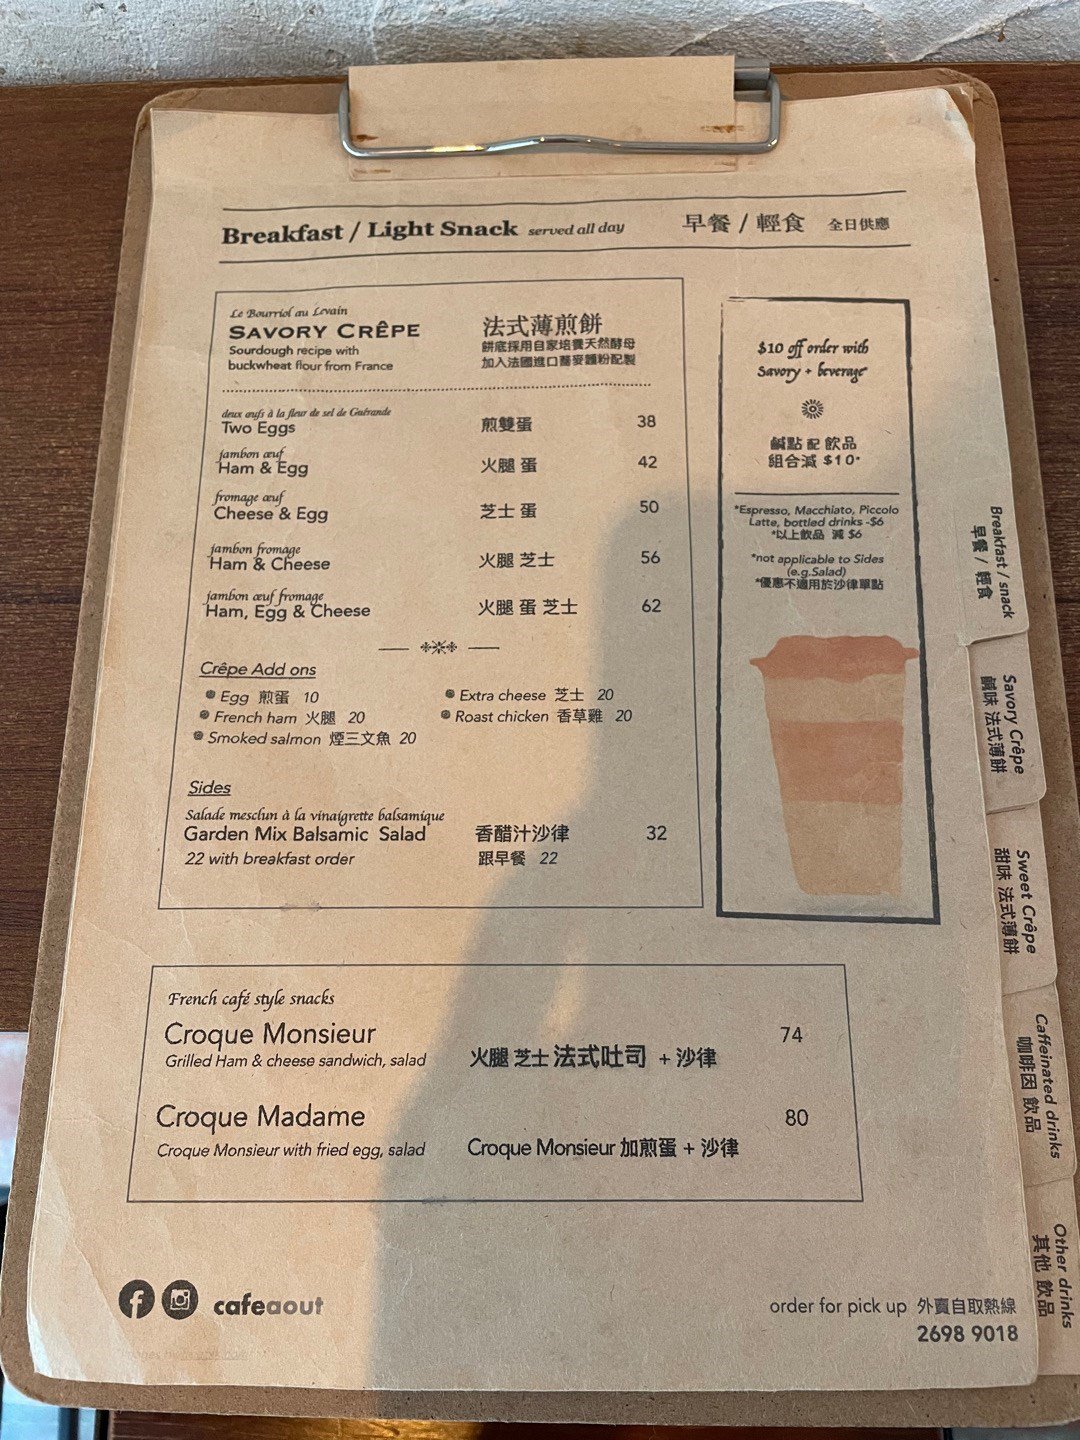 Breakfast / Light Snack served all day 早餐 / 輕食 全日供應
Le Bourriol au Levain
SAVORY CRÊPE 法式薄煎餅
Sourdough recipe with 餅底採用自家培養天然酵母
buckwheat flour from France 加入法國進口蕎麥麵粉配製
deux œufs à la fleur de sel de Guérande
Two Eggs 煎雙蛋 38
jambon œuf
Ham & Egg 火腿 蛋 42
fromage œuf
Cheese & Egg 芝士 蛋 50
jambon fromage
Ham & Cheese 火腿 芝士 56
jambon œuf fromage
Ham, Egg & Cheese 火腿 蛋 芝士 62
Crêpe Add ons
Egg 煎蛋 10 Extra cheese 芝士 20
French ham 火腿 20 Roast chicken 香草雞 20
Smoked salmon 煙三文魚 20
Sides
Salade mesclun à la vinaigrette balsamique
Garden Mix Balsamic Salad 香醋汁沙律 32
22 with breakfast order 跟早餐 22
$10 off order with
Savory + beverage*
鹹點 配 飲品
組合減 $10*
*Espresso, Macchiato, Piccolo
Latte, bottled drinks -$6
*以上飲品 減 $6
*not applicable to Sides
(e.g.Salad)
*優惠不適用於沙律單點
French café style snacks
Croque Monsieur 74
Grilled Ham & cheese sandwich, salad 火腿 芝士 法式吐司 + 沙律
Croque Madame 80
Croque Monsieur with fried egg, salad Croque Monsieur 加煎蛋 + 沙律
cafeaout
order for pick up 外賣自取熱線
2698 9018
Breakfast / snack
早餐 / 輕食
Savory Crêpe
鹹味 法式薄餅
Sweet Crêpe
甜味 法式薄餅
Caffeinated drinks
咖啡因 飲品
Other drinks
其他 飲品